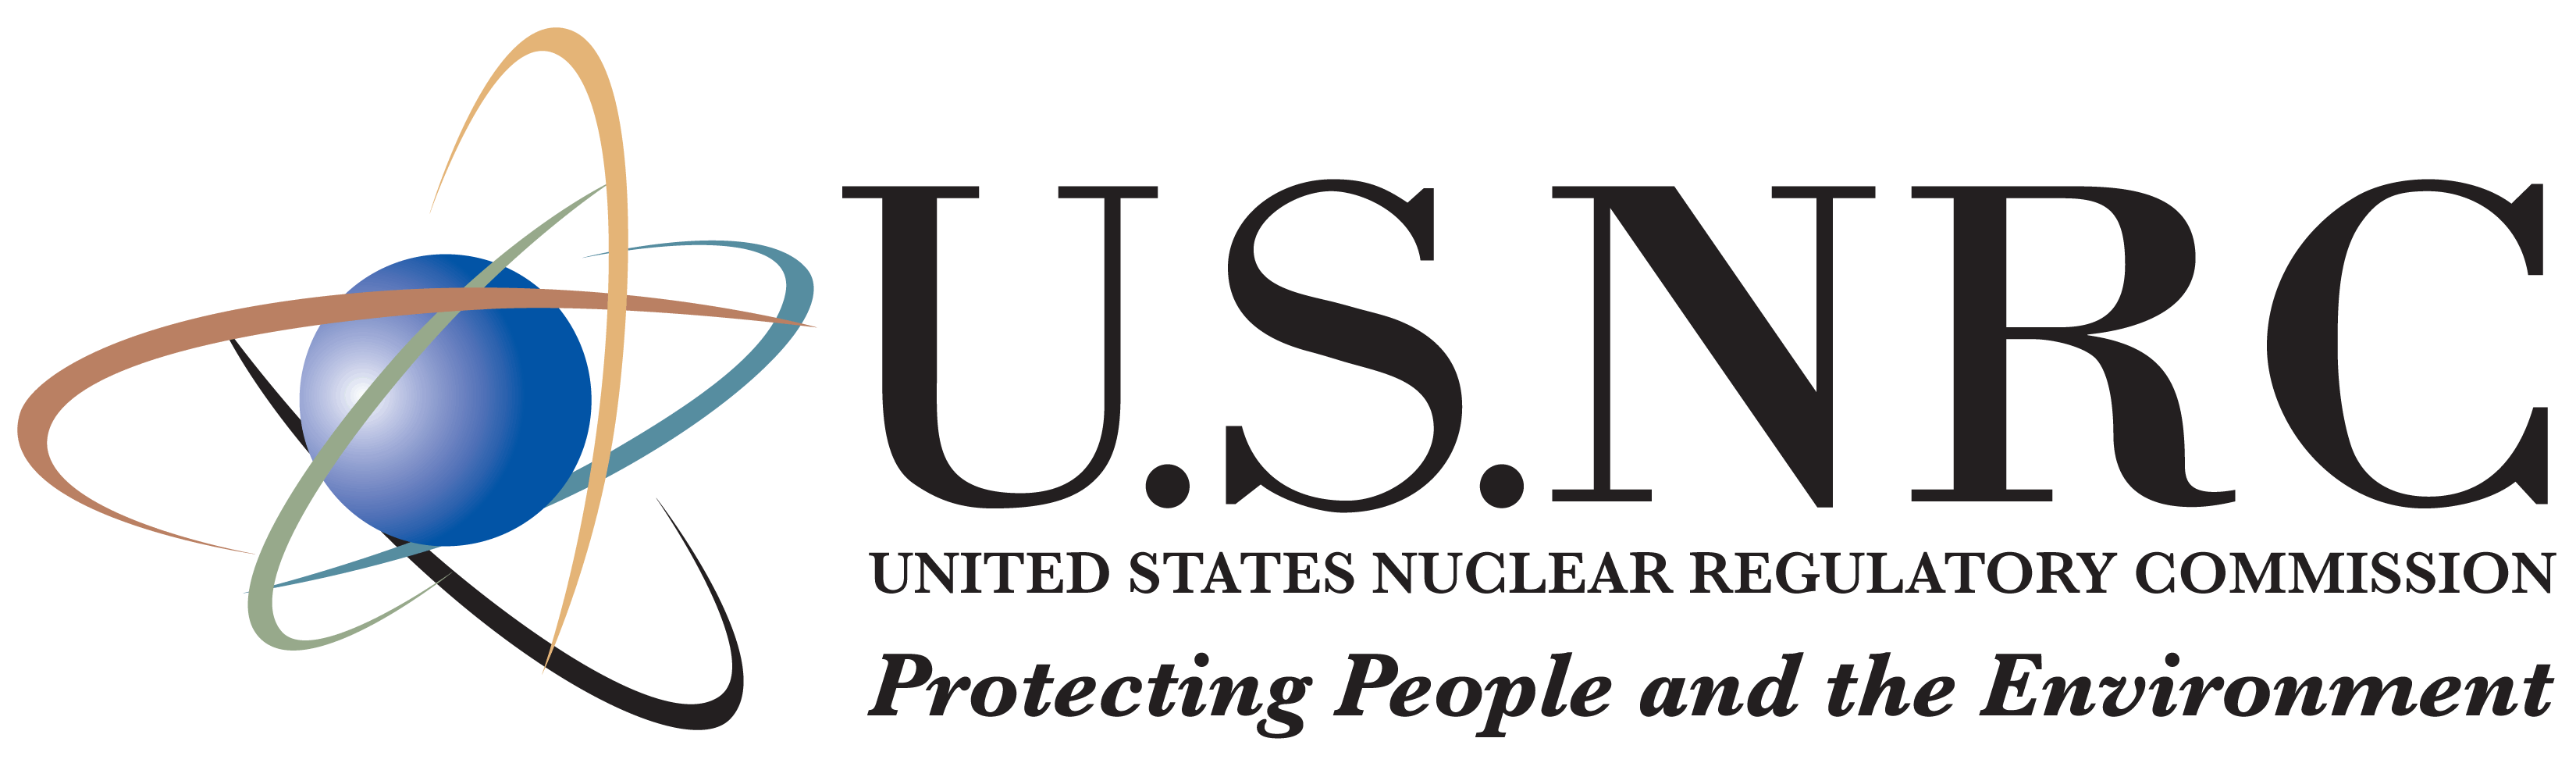 U.S.NRC
UNITED STATES NUCLEAR REGULATORY COMMISSION
Protecting People and the Environment